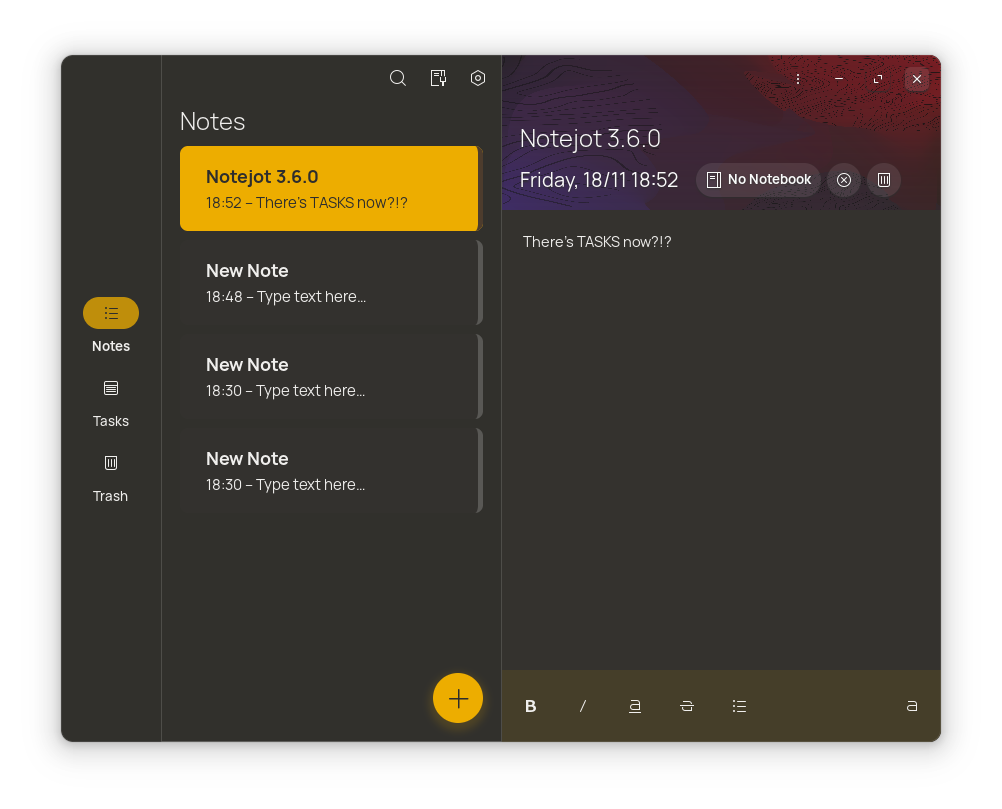 Notes
Tasks
Trash
Notes
Notejot 3.6.0
18:52 – There's TASKS now?!?
New Note
18:48 – Type text here…
New Note
18:30 – Type text here…
New Note
18:30 – Type text here…
Notejot 3.6.0
Friday, 18/11 18:52 No Notebook
There's TASKS now?!?
B / a S a